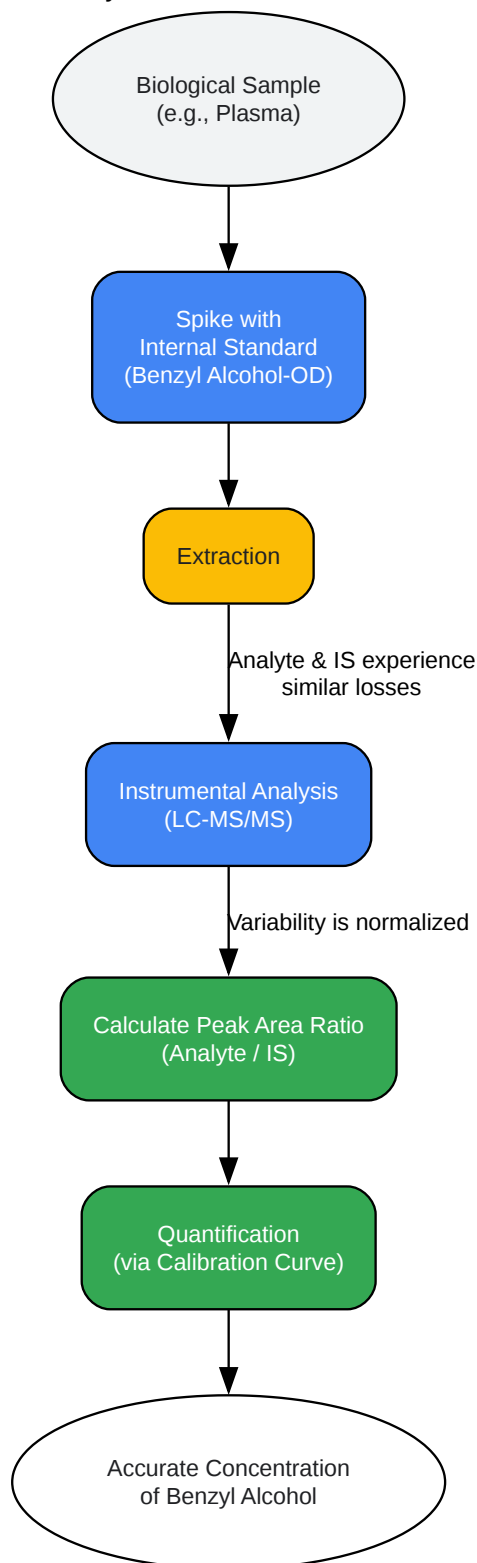 Biological Sample
(e.g., Plasma)
Spike with
Internal Standard
(Benzyl Alcohol-OD)
Extraction
Analyte & IS experience
similar losses
Instrumental Analysis
(LC-MS/MS)
Variability is normalized
Calculate Peak Area Ratio
(Analyte / IS)
Quantification
(via Calibration Curve)
Accurate Concentration
of Benzyl Alcohol